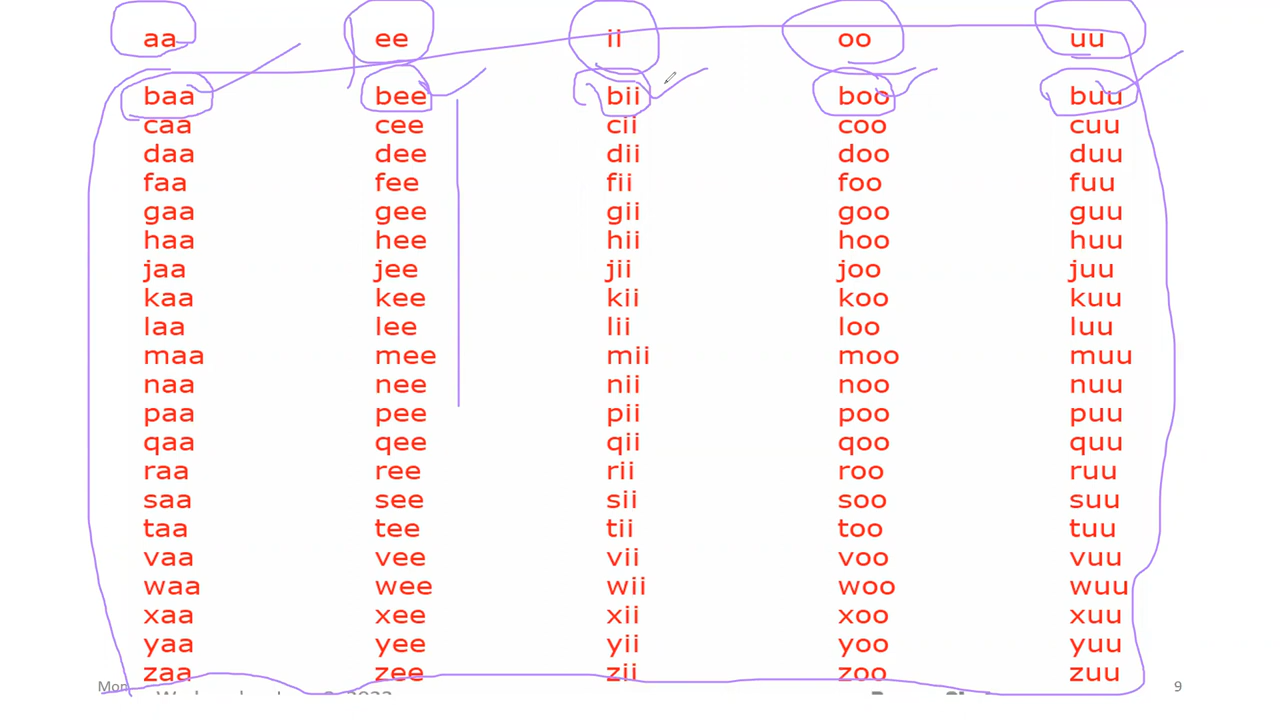 aa ee ii oo uu
baa bee bii boo buu
caa cee cii coo cuu
daa dee dii doo duu
faa fee fii foo fuu
gaa gee gii goo guu
haa hee hii hoo huu
jaa jee jii joo juu
kaa kee kii koo kuu
laa lee lii loo luu
maa mee mii moo muu
naa nee nii noo nuu
paa pee pii poo puu
qaa qee qii qoo quu
raa ree rii roo ruu
saa see sii soo suu
taa tee tii too tuu
vaa vee vii voo vuu
waa wee wii woo wuu
xaa xee xii xoo xuu
yaa yee yii yoo yuu
zaa zee zii zoo zuu
9